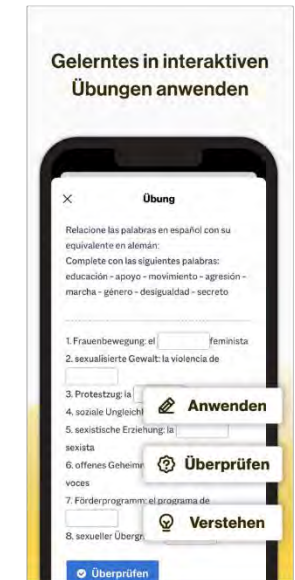 Gelerntes in interaktiven
Übungen anwenden
Übung
Relacione las palabras en español con su
equivalente en alemán:
Complete con las siguientes palabras:
educación – apoyo – movimiento – agresión –
marcha – género – desigualdad – secreto
1. Frauenbewegung: el feminista
2. sexualisierte Gewalt: la violencia de
3. Protestzug: la
Anwenden
4. soziale
5. sexistische Erziehung: la
sexista
6. offenes
Überprüfen
voces
7. Förderprogramm: el programa de
Verstehen
8. sexueller
Überprüfen